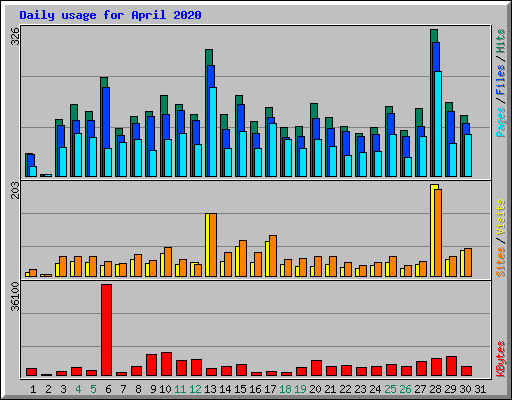 Daily usage for April 2020
326
Pages / Files / Hits
203
Sites / Visits
36100
KBytes
1 2 3 4 5 6 7 8 9 10 11 12 13 14 15 16 17 18 19 20 21 22 23 24 25 26 27 28 29 30 31